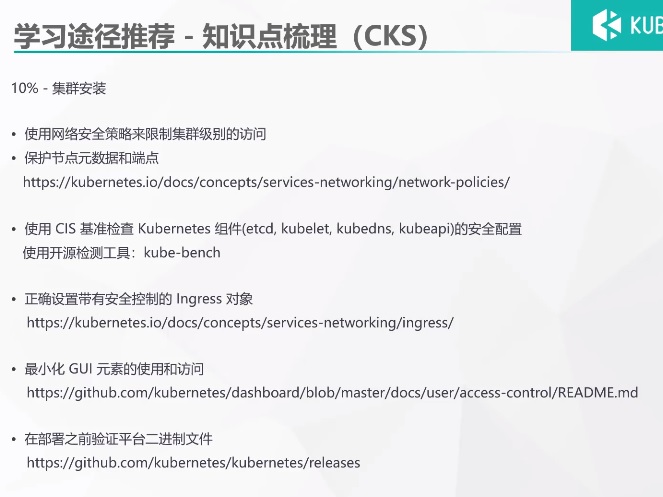 学习途径推荐 - 知识点梳理（CKS）
KUB
10% - 集群安装
• 使用网络安全策略来限制集群级别的访问
• 保护节点元数据和端点
https://kubernetes.io/docs/concepts/services-networking/network-policies/
• 使用 CIS 基准检查 Kubernetes 组件(etcd, kubelet, kubedns, kubeapi)的安全配置
使用开源检测工具：kube-bench
• 正确设置带有安全控制的 Ingress 对象
https://kubernetes.io/docs/concepts/services-networking/ingress/
• 最小化 GUI 元素的使用和访问
https://github.com/kubernetes/dashboard/blob/master/docs/user/access-control/README.md
• 在部署之前验证平台二进制文件
https://github.com/kubernetes/kubernetes/releases